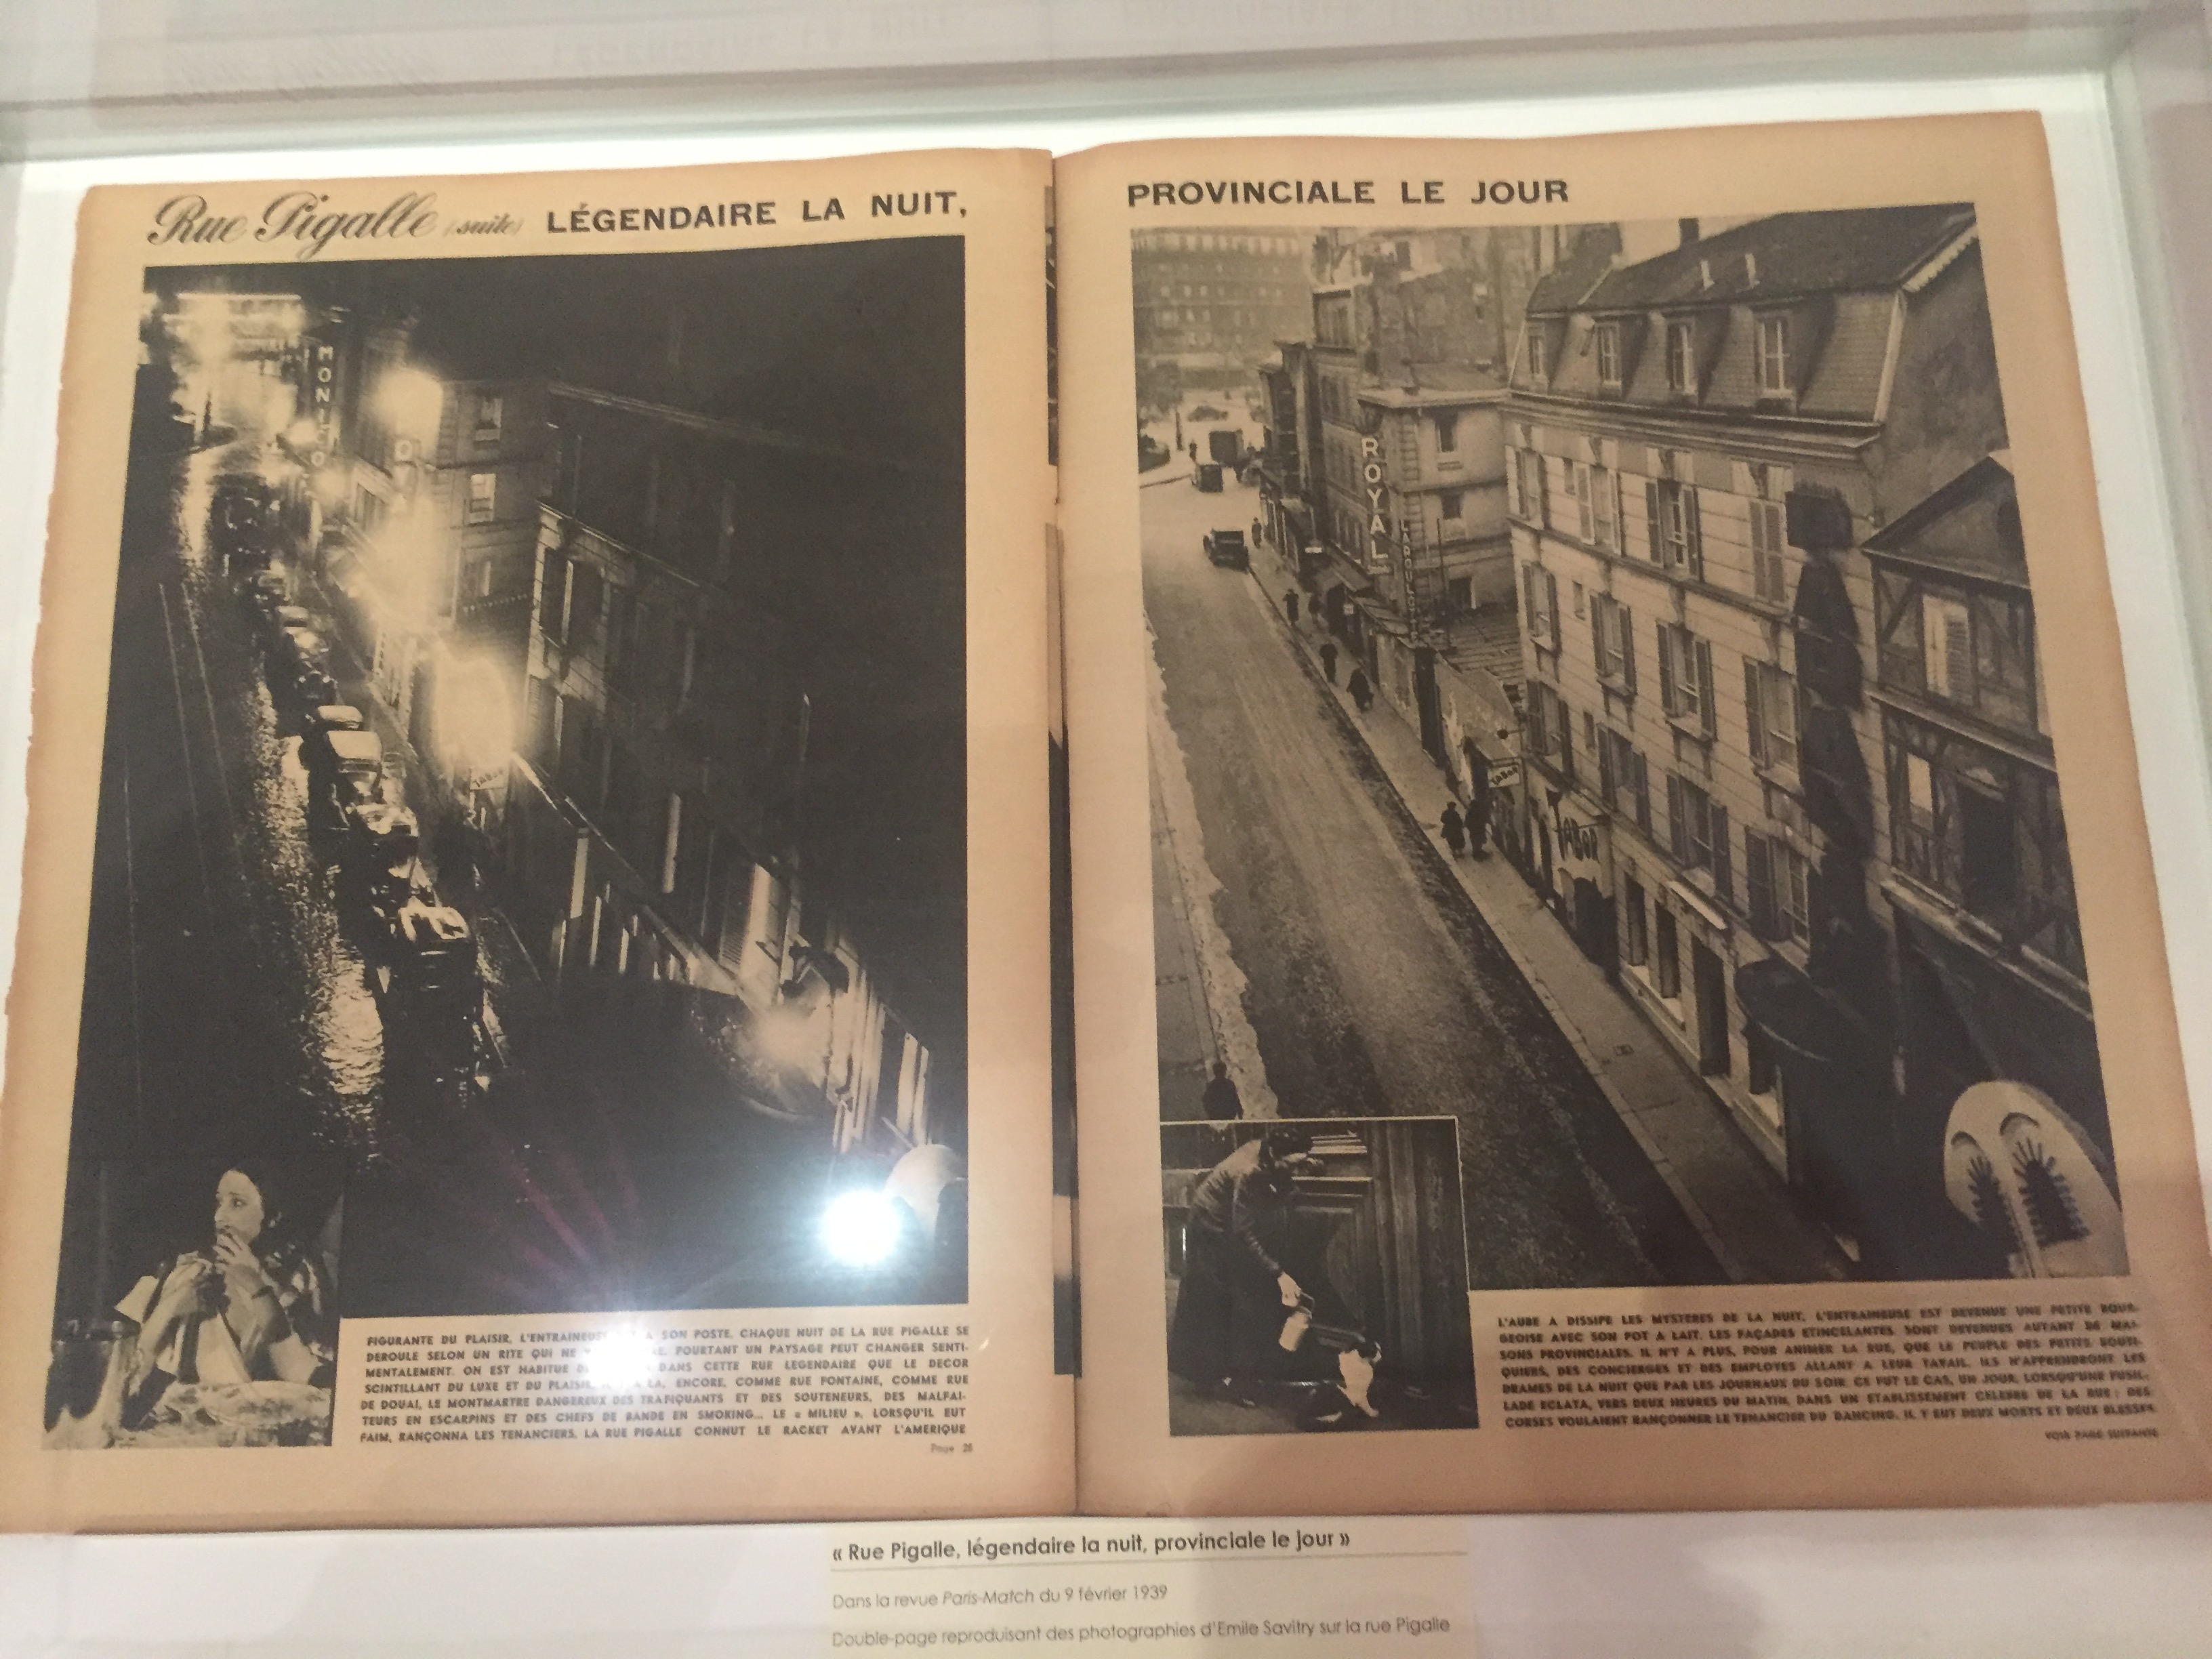 Rue Pigalle (suite) LÉGENDAIRE LA NUIT,
MONICO
TABOR
FIGURANTE DU PLAISIR, L'ENTRAINEUSE A SON POSTE. CHAQUE NUIT DE LA RUE PIGALLE SE
DEROULE SELON UN RITE QUI NE POURTANT UN PAYSAGE PEUT CHANGER SENTI-
MENTALEMENT. ON EST HABITUE DANS CETTE RUE LEGENDAIRE QUE LE DECOR
SCINTILLANT DU LUXE ET DU PLAISIR LA, ENCORE, COMME RUE FONTAINE, COMME RUE
DE DOUAI, LE MONTMARTRE DANGEREUX DES TRAFIQUANTS ET DES SOUTENEURS, DES MALFAI-
TEURS EN ESCARPINS ET DES CHEFS DE BANDE EN SMOKING... LE « MILIEU », LORSQU'IL EUT
FAIM, RANÇONNA LES TENANCIERS. LA RUE PIGALLE CONNUT LE RACKET AVANT L'AMERIQUE
Page 26
PROVINCIALE LE JOUR
ROYAL
TABOR
TABOR
L'AUBE A DISSIPE LES MYSTERES DE LA NUIT, L'ENTRAINEUSE EST DEVENUE UNE PETITE BOUR-
GEOISE AVEC SON POT A LAIT. LES FAÇADES ETINCELANTES SONT DEVENUES AUTANT DE MAI-
SONS PROVINCIALES. IL N'Y A PLUS, POUR ANIMER LA RUE, QUE LE PEUPLE DES PETITS BOUTI-
QUIERS, DES CONCIERGES ET DES EMPLOYES ALLANT A LEUR TAVAIL. ILS N'APPRENDRONT LES
DRAMES DE LA NUIT QUE PAR LES JOURNAUX DU SOIR. CE FUT LE CAS, UN JOUR, LORSQU'UNE FUSIL-
LADE ECLATA, VERS DEUX HEURES DU MATIN, DANS UN ETABLISSEMENT CELEBRE DE LA RUE : DES
CORSES VOULAIENT RANÇONNER LE TENANCIER DU DANCING. IL Y EUT DEUX MORTS ET DEUX BLESSES.
VOIR PAGE SUIVANTE
« Rue Pigalle, légendaire la nuit, provinciale le jour »
Dans la revue Paris-Match du 9 février 1939
Double-page reproduisant des photographies d'Emile Savitry sur la rue Pigalle